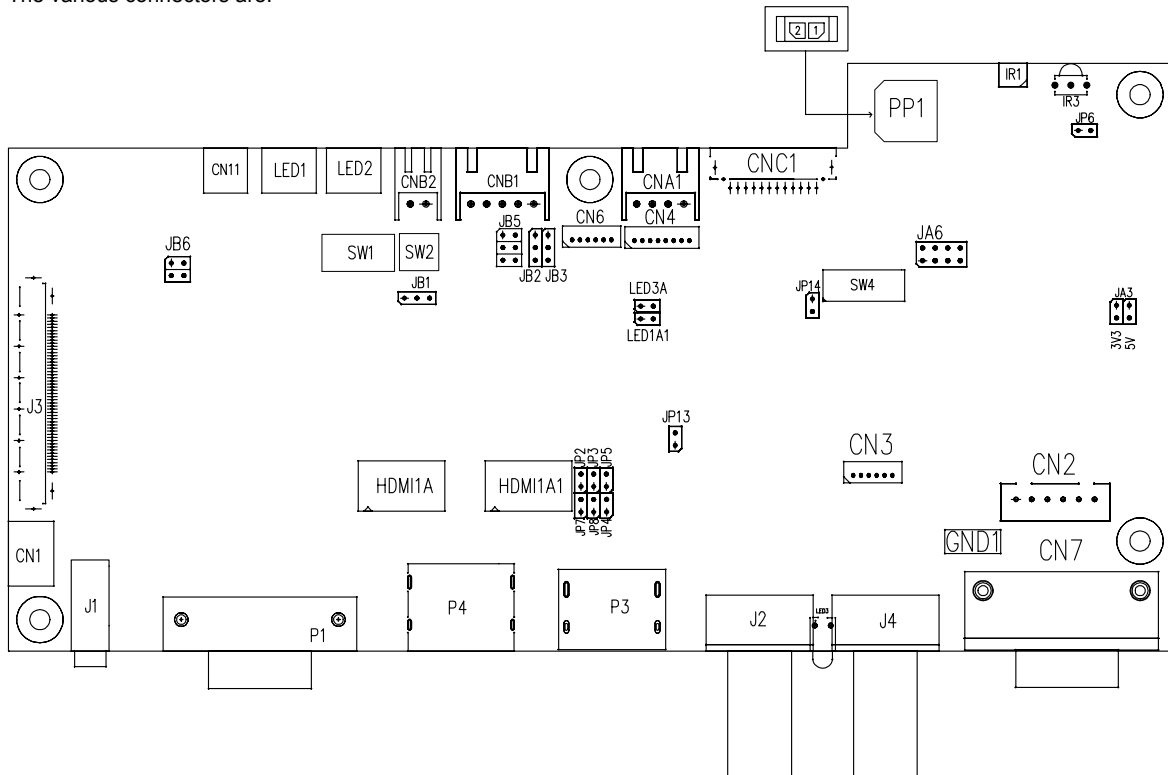 The various connectors are:
2 1
PP1
IR1
IR3
JP6
CN11
LED1
LED2
CNB2
CNB1
CNA1
CNC1
CN6
CN4
JB5
JB6
SW1
SW2
JB2
JB3
JA6
JB1
LED3A
LED1A1
JP14
SW4
JA3
3V3
5V
J3
JP13
JP2
JP3
JP5
CN3
CN2
HDMI1A
HDMI1A1
JP7
JP8
JP4
GND1
CN1
CN7
J1
P1
P4
P3
J2
LED3
J4